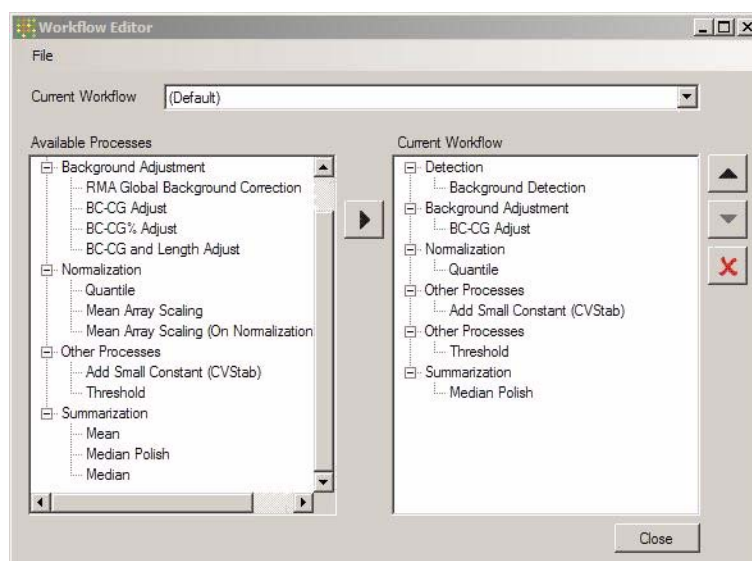 Workflow Editor
File
Current Workflow (Default)
Available Processes
Background Adjustment
RMA Global Background Correction
BC-CG Adjust
BC-CG% Adjust
BC-CG and Length Adjust
Normalization
Quantile
Mean Array Scaling
Mean Array Scaling (On Normalization
Other Processes
Add Small Constant (CVStab)
Threshold
Summarization
Mean
Median Polish
Median
Current Workflow
Detection
Background Detection
Background Adjustment
BC-CG Adjust
Normalization
Quantile
Other Processes
Add Small Constant (CVStab)
Other Processes
Threshold
Summarization
Median Polish
Close